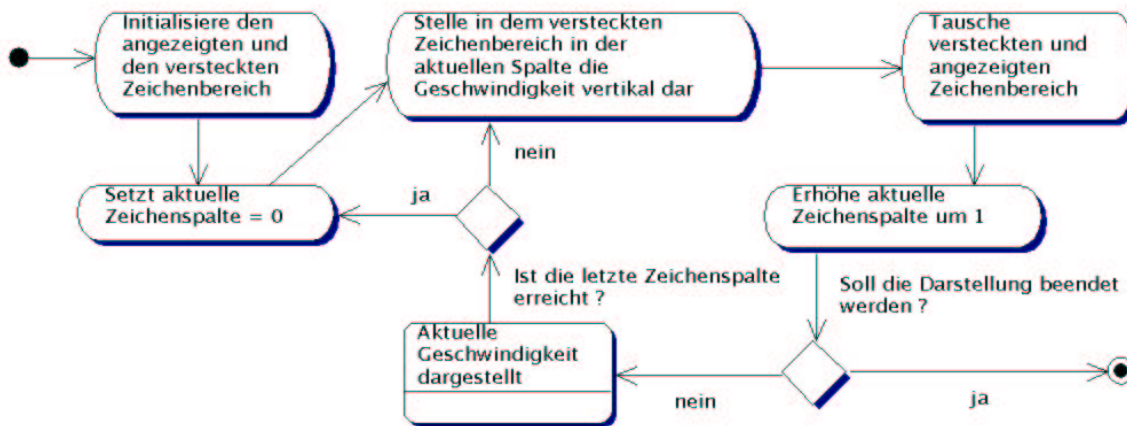 Initialisiere den
angezeigten und
den versteckten
Zeichenbereich
Stelle in dem versteckten
Zeichenbereich in der
aktuellen Spalte die
Geschwindigkeit vertikal dar
Tausche
versteckten und
angezeigten
Zeichenbereich
nein
Setzt aktuelle
Zeichenspalte = 0
ja
Erhöhe aktuelle
Zeichenspalte um 1
Ist die letzte Zeichenspalte
erreicht ?
Soll die Darstellung beendet
werden ?
Aktuelle
Geschwindigkeit
dargestellt
nein
ja